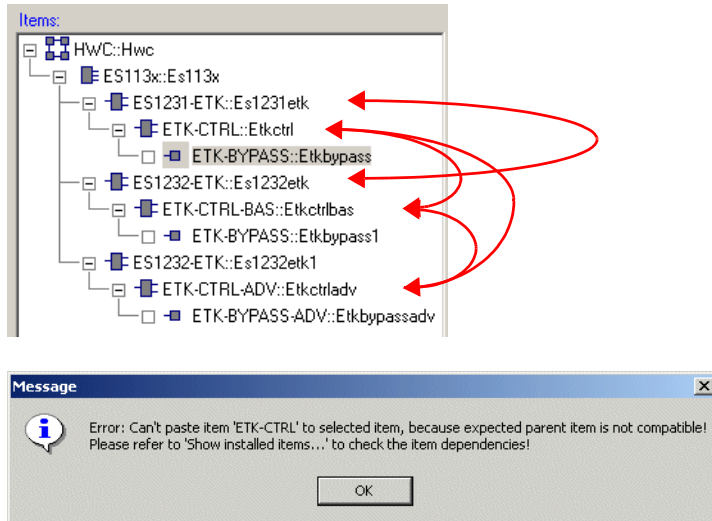 Items:
HWC::Hwc
ES113x::Es113x
ES1231-ETK::Es1231etk
ETK-CTRL::Etkctrl
ETK-BYPASS::Etkbypass
ES1232-ETK::Es1232etk
ETK-CTRL-BAS::Etkctrlbas
ETK-BYPASS::Etkbypass1
ES1232-ETK::Es1232etk1
ETK-CTRL-ADV::Etkctrladv
ETK-BYPASS-ADV::Etkbypassadv
Message
Error: Can't paste item 'ETK-CTRL' to selected item, because expected parent item is not compatible!
Please refer to 'Show installed items...' to check the item dependencies!
OK